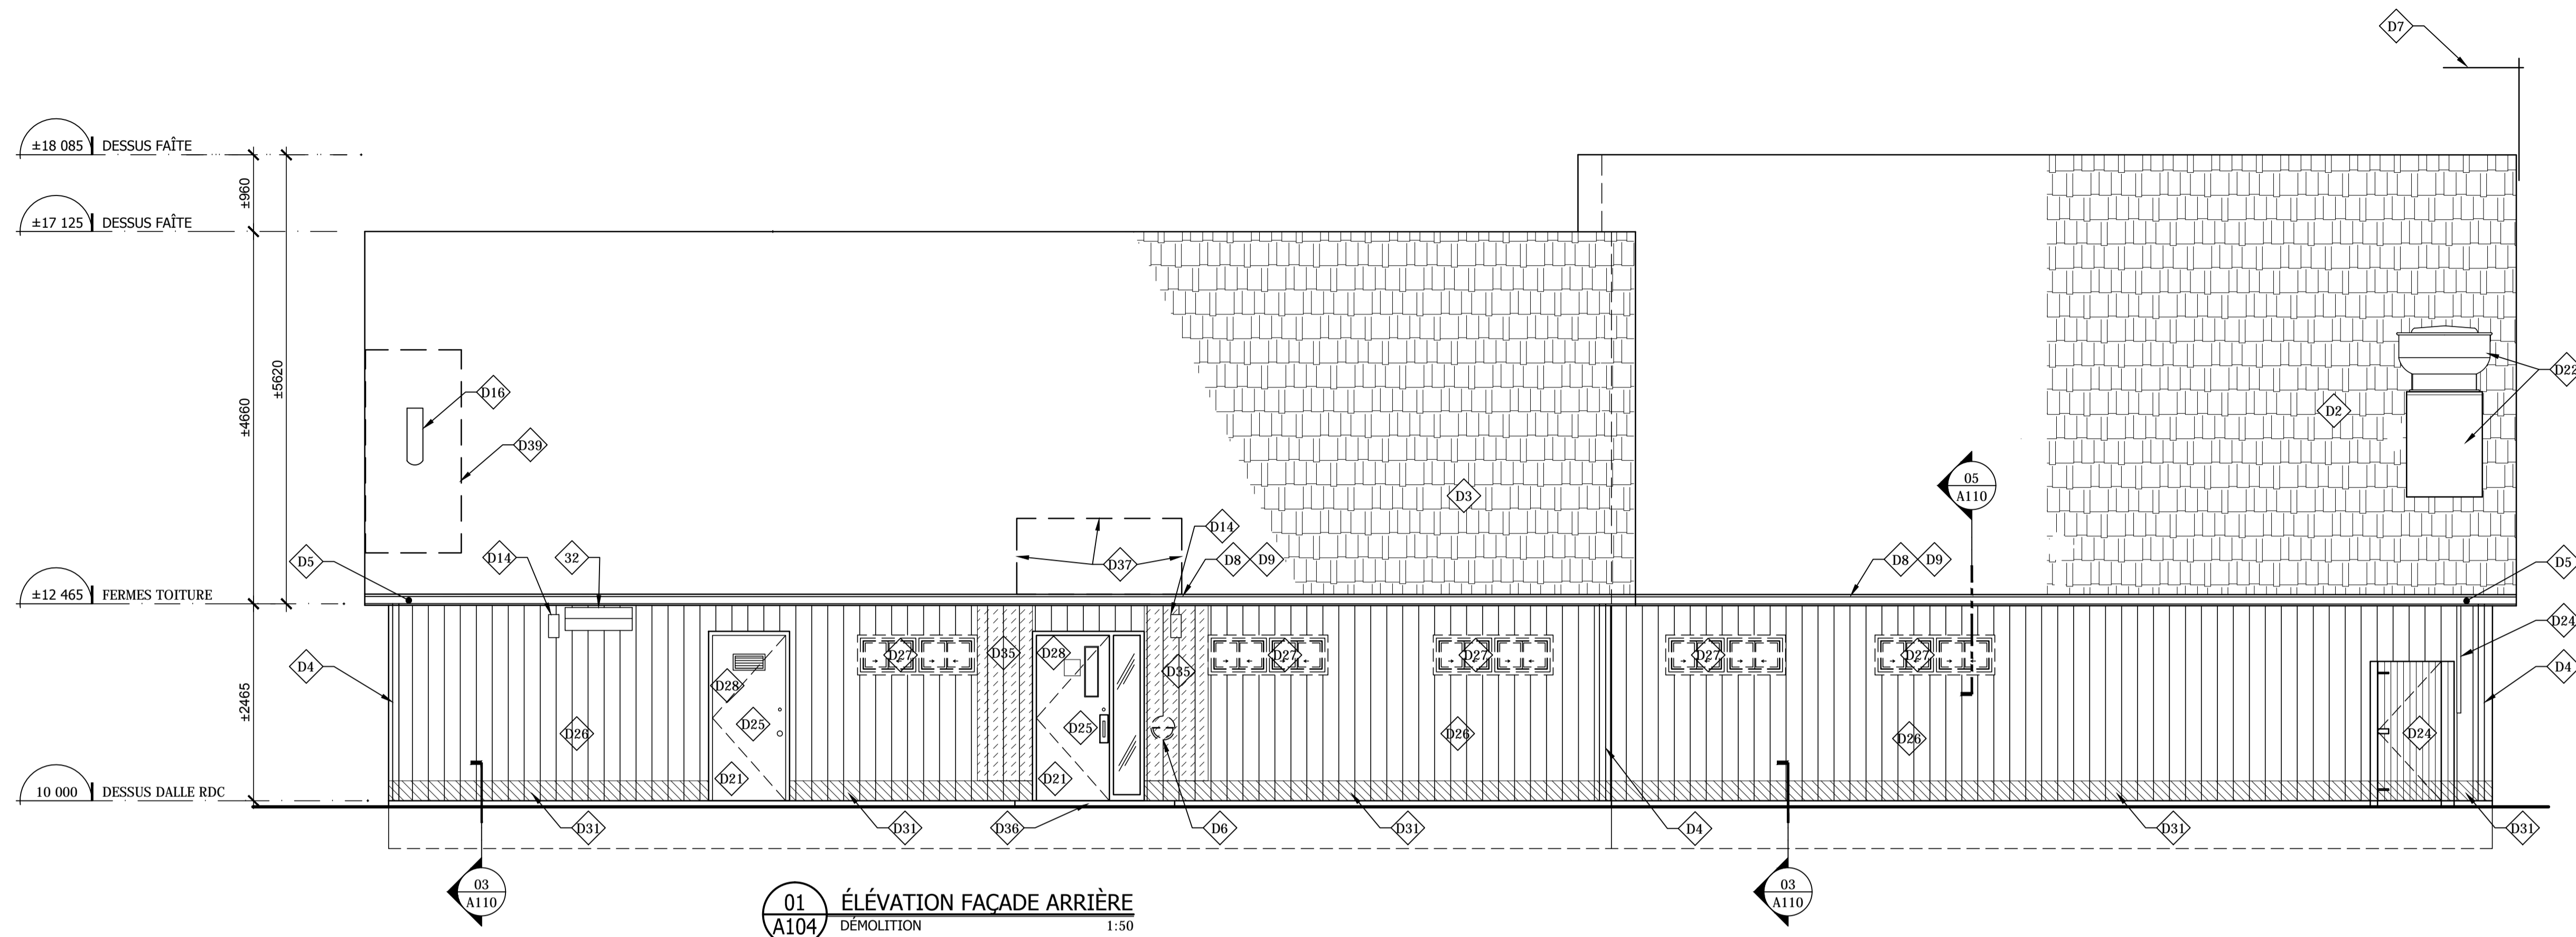 D7
±18 085 DESSUS FAÎTE
±960
±17 125 DESSUS FAÎTE
±5620
±4660
D16
D39
D22
D2
D3
05
A110
D5
D14
32
D37
D14
D8 D9
D8 D9
D5
±12 465 FERMES TOITURE
D24
D4
D28
D27
D35
D28
D35
D27
D27
D27
D27
D4
±2465
D26
D25
D25
D26
D26
D24
D21
D21
10 000 DESSUS DALLE RDC
D31
D31
D36
D6
D31
D4
D31
D31
03
A110
03
A110
01
A104
ÉLÉVATION FAÇADE ARRIÈRE
DÉMOLITION 1:50